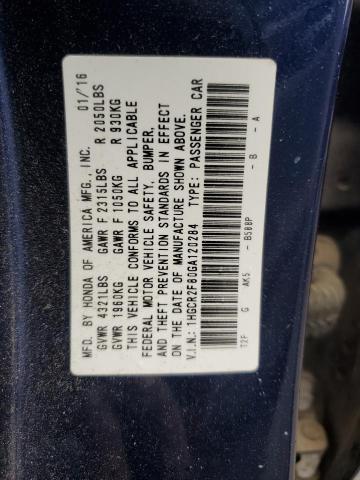 MFD. BY HONDA OF AMERICA MFG., INC. 01/'16
GVWR 4321LBS GAWR F 2315LBS R 2050LBS
GVWR 1960KG GAWR F 1050KG R 930KG
THIS VEHICLE CONFORMS TO ALL APPLICABLE
FEDERAL MOTOR VEHICLE SAFETY, BUMPER,
AND THEFT PREVENTION STANDARDS IN EFFECT
ON THE DATE OF MANUFACTURE SHOWN ABOVE.
V.I.N.: 1HGCR2F80GA120284 TYPE: PASSENGER CAR
T2F G AK5 - B588P - B - A